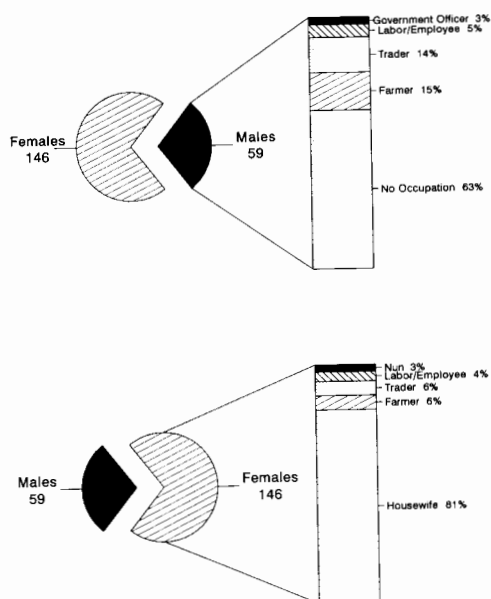 Government Officer 3%
Labor/Employee 5%
Trader 14%
Farmer 15%
Females
146
Males
59
No Occupation 63%
Nun 3%
Labor/Employee 4%
Trader 6%
Farmer 6%
Males
59
Females
146
Housewife 81%